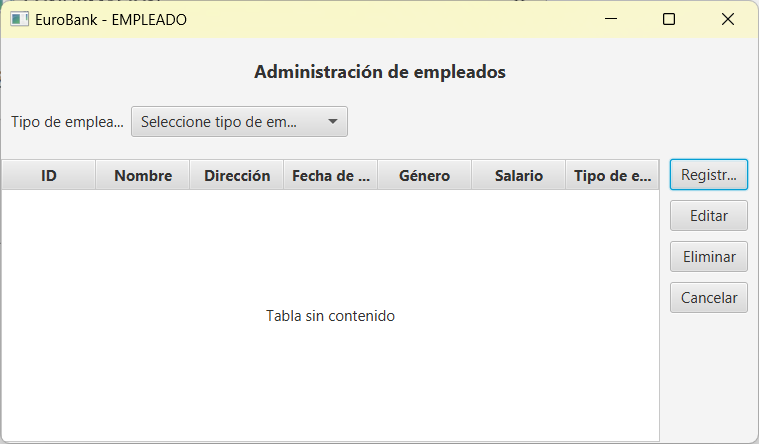 EuroBank - EMPLEADO
Administración de empleados
Tipo de emplea... Seleccione tipo de em...
ID Nombre Dirección Fecha de ... Género Salario Tipo de e... Registr...
Editar
Eliminar
Cancelar
Tabla sin contenido